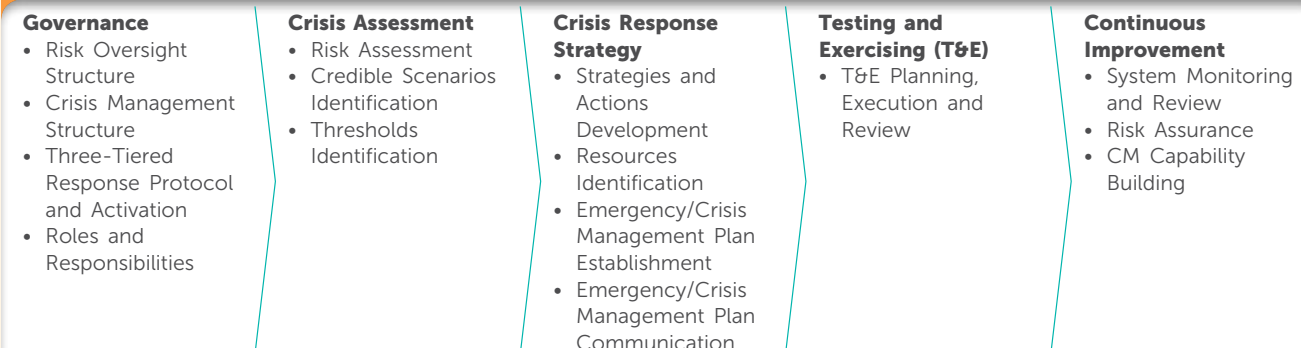 Governance
• Risk Oversight
Structure
• Crisis Management
Structure
• Three-Tiered
Response Protocol
and Activation
• Roles and
Responsibilities
Crisis Assessment
• Risk Assessment
• Credible Scenarios
Identification
• Thresholds
Identification
Crisis Response
Strategy
• Strategies and
Actions
Development
• Resources
Identification
• Emergency/Crisis
Management Plan
Establishment
• Emergency/Crisis
Management Plan
Communication
Testing and
Exercising (T&E)
• T&E Planning,
Execution and
Review
Continuous
Improvement
• System Monitoring
and Review
• Risk Assurance
• CM Capability
Building